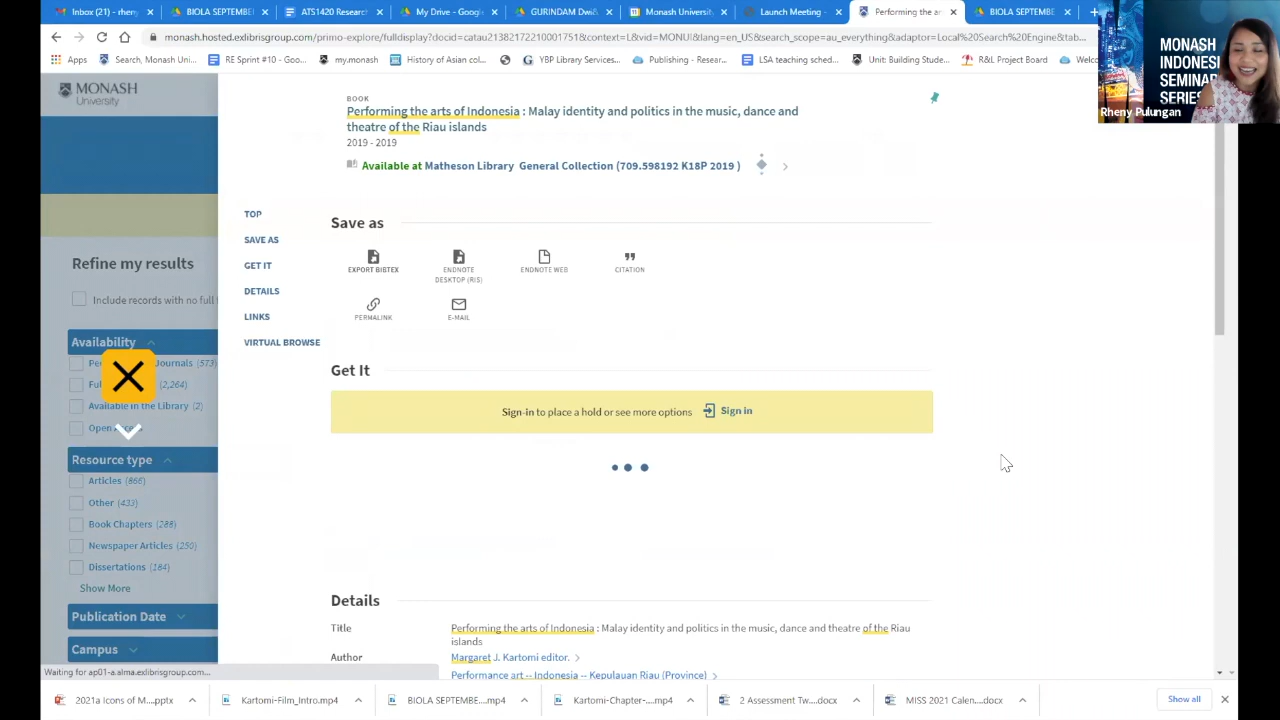 Inbox (21) - rheny
BIOLA SEPTEMBE
ATS1420 Research
My Drive - Google
GURINDAM Dwi
Monash University
Launch Meeting -
Performing the ar
BIOLA SEPTEMBE
monash.hosted.exlibrisgroup.com/primo-explore/fulldisplay?docid=catau21382172210001751&context=L&vid=MONUI&lang=en_US&search_scope=au_everything&adaptor=Local%20Search%20Engine&tab...
Apps
Search, Monash Uni...
RE Sprint #10 - Goo...
my.monash
History of Asian col...
YBP Library Services...
Publishing - Resear...
LSA teaching sched...
Unit: Building Stude...
R&L Project Board
Welco
MONASH
INDONESI
SEMINAR
SERIES
Rheny Pulungan
MONASH
University
BOOK
Performing the arts of Indonesia : Malay identity and politics in the music, dance and
theatre of the Riau islands
2019 - 2019
Available at Matheson Library General Collection (709.598192 K18P 2019 )
TOP
SAVE AS
GET IT
DETAILS
LINKS
VIRTUAL BROWSE
Save as
EXPORT BIBTEX
ENDNOTE
DESKTOP (RIS)
ENDNOTE WEB
CITATION
PERMALINK
E-MAIL
Get It
Sign-in to place a hold or see more options
Sign in
Refine my results
Include records with no full
Availability
Journals (573)
(2,264)
Available in the Library (2)
Resource type
Articles (866)
Other (433)
Book Chapters (288)
Newspaper Articles (250)
Dissertations (184)
Show More
Publication Date
Campus
Details
Title
Performing the arts of Indonesia : Malay identity and politics in the music, dance and theatre of the Riau
islands
Author
Margaret J. Kartomi editor.
Performance art -- Indonesia -- Kepulauan Riau (Province)
Waiting for ap01-a.alma.exlibrisgroup.com...
2021a Icons of M....pptx
Kartomi-Film_Intro.mp4
BIOLA SEPTEMBE....mp4
Kartomi-Chapter-....mp4
2 Assessment Tw....docx
MISS 2021 Calen....docx
Show all